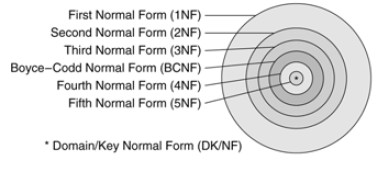 First Normal Form (1NF)
Second Normal Form (2NF)
Third Normal Form (3NF)
Boyce–Codd Normal Form (BCNF)
Fourth Normal Form (4NF)
Fifth Normal Form (5NF)
*
* Domain/Key Normal Form (DK/NF)